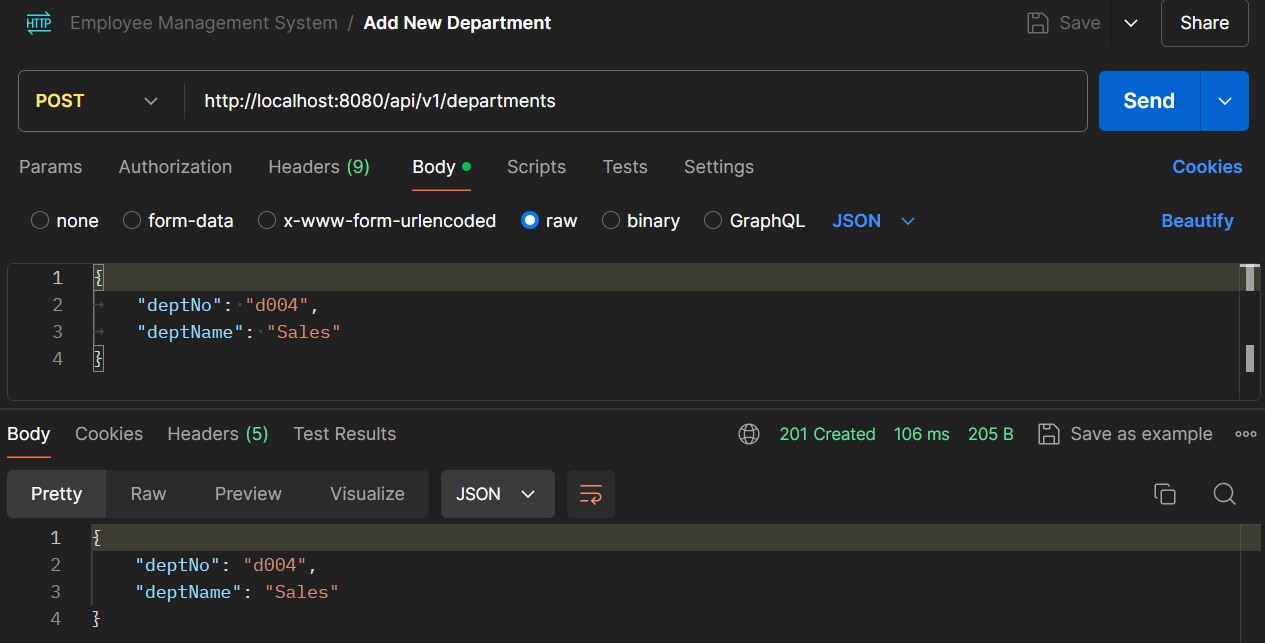 HTTP Employee Management System / Add New Department Save Share
POST http://localhost:8080/api/v1/departments Send
Params Authorization Headers (9) Body Scripts Tests Settings Cookies
none form-data x-www-form-urlencoded raw binary GraphQL JSON Beautify
1 {
2 "deptNo": "d004",
3 "deptName": "Sales"
4 }
Body Cookies Headers (5) Test Results 201 Created 106 ms 205 B Save as example
Pretty Raw Preview Visualize JSON
1 {
2 "deptNo": "d004",
3 "deptName": "Sales"
4 }